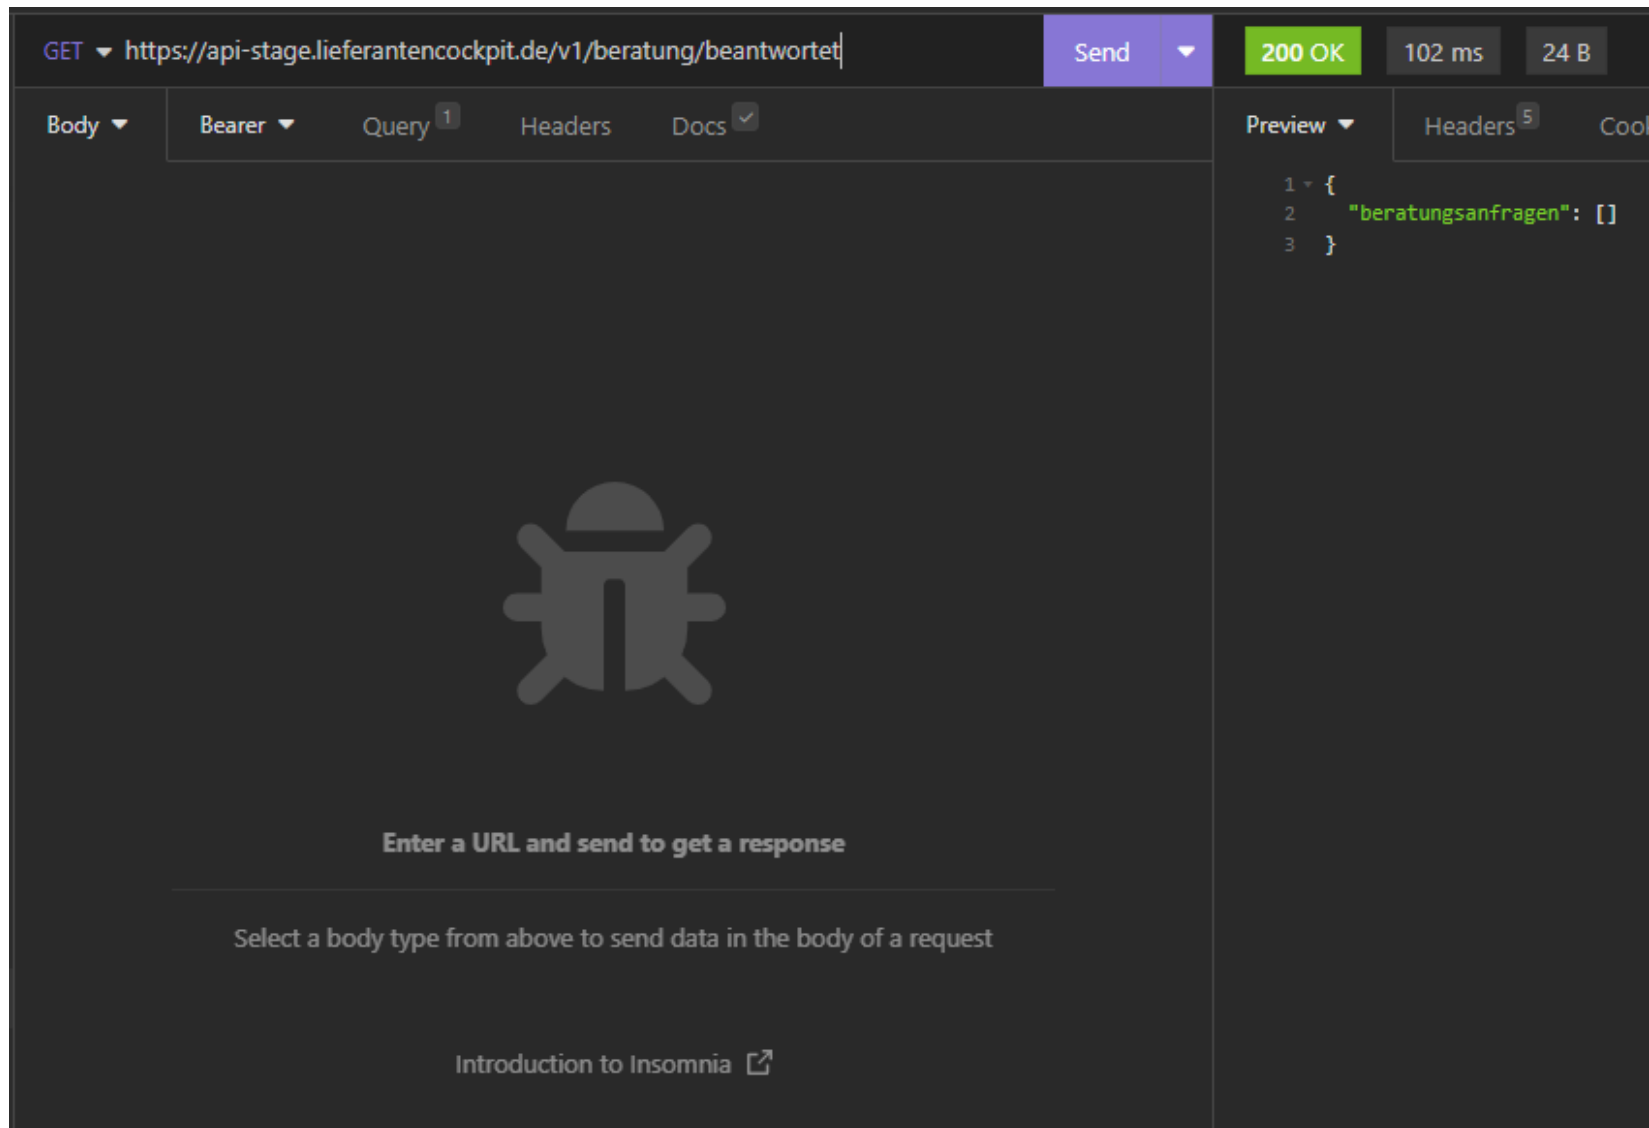 GET https://api-stage.lieferantencockpit.de/v1/beratung/beantwortet Send 200 OK 102 ms 24 B
Body Bearer Query 1 Headers Docs Preview Headers 5
1 {
2 "beratungsanfragen": []
3 }
Enter a URL and send to get a response
Select a body type from above to send data in the body of a request
Introduction to Insomnia